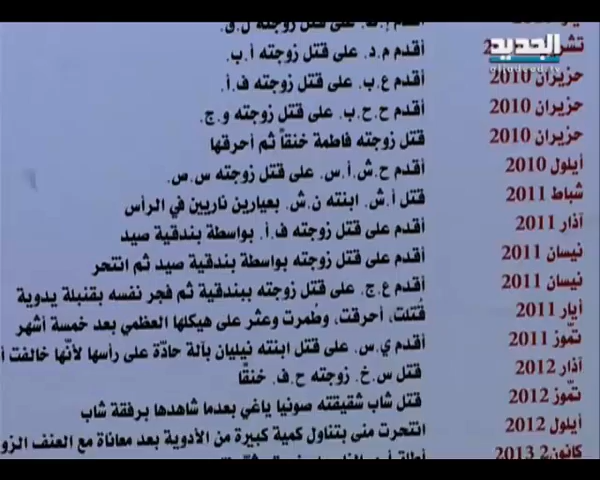 الجديد
aljadeed.tv
أقدم م.د. على قتل زوجته أ.ب.
حزيران 2010 أقدم ع.ب. على قتل زوجته ف.أ.
حزيران 2010 أقدم ح.ح.ب. على قتل زوجته و.ج.
حزيران 2010 قتل زوجته فاطمة خنقاً ثم أحرقها
أيلول 2010 أقدم ح.ش.أ.س. على قتل زوجته س.ص.
شباط 2011 قتل أ.ش. ابنته ن.ش. بعيارين ناريين في الرأس
آذار 2011 أقدم على قتل زوجته ف.أ. بواسطة بندقية صيد
نيسان 2011 أقدم على قتل زوجته بواسطة بندقية صيد ثم انتحر
نيسان 2011 أقدم ع.ج. على قتل زوجته ببندقية ثم فجر نفسه بقنبلة يدوية
أيار 2011 قُتلت، أحرقت، وطُمرت وعثر على هيكلها العظمي بعد خمسة أشهر
تمّوز 2011 أقدم ي.س. على قتل ابنته نيليان بآلة حادّة على رأسها لأنّها خالفت
آذار 2012 قتل س.خ. زوجته ح.ف. خنقًا
تمّوز 2012 قتل شاب شقيقته صونيا ياغي بعدما شاهدها برفقة شاب
أيلول 2012 انتحرت منى بتناول كمية كبيرة من الأدوية بعد معاناة مع العنف
كانون2 2013